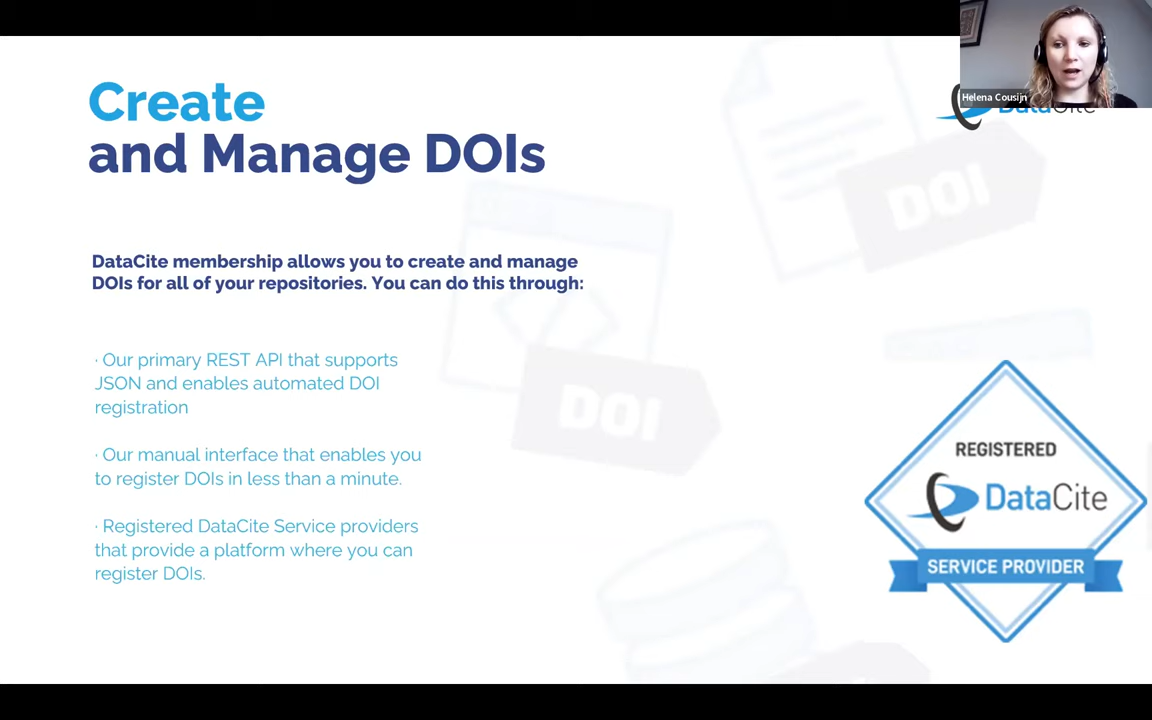 Create
and Manage DOIs
Helena Cousijn
DataCite
DataCite membership allows you to create and manage
DOIs for all of your repositories. You can do this through:
· Our primary REST API that supports
JSON and enables automated DOI
registration
· Our manual interface that enables you
to register DOIs in less than a minute.
· Registered DataCite Service providers
that provide a platform where you can
register DOIs.
DOI
DOI
REGISTERED
DataCite
SERVICE PROVIDER